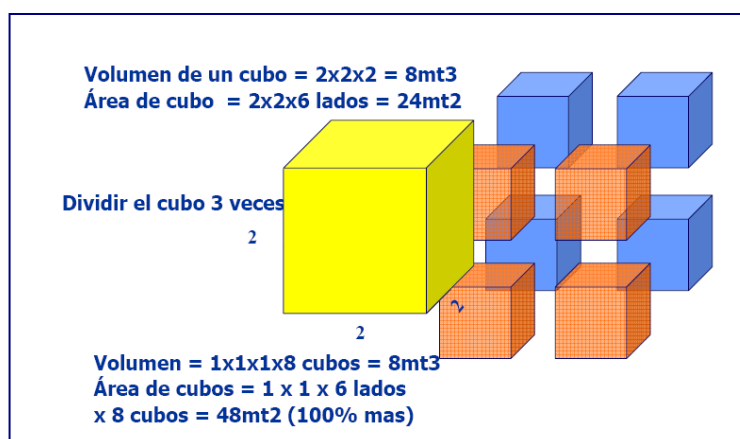 Volumen de un cubo = 2x2x2 = 8mt3
Área de cubo = 2x2x6 lados = 24mt2
Dividir el cubo 3 veces
2
2
2
Volumen = 1x1x1x8 cubos = 8mt3
Área de cubos = 1 x 1 x 6 lados
x 8 cubos = 48mt2 (100% mas)